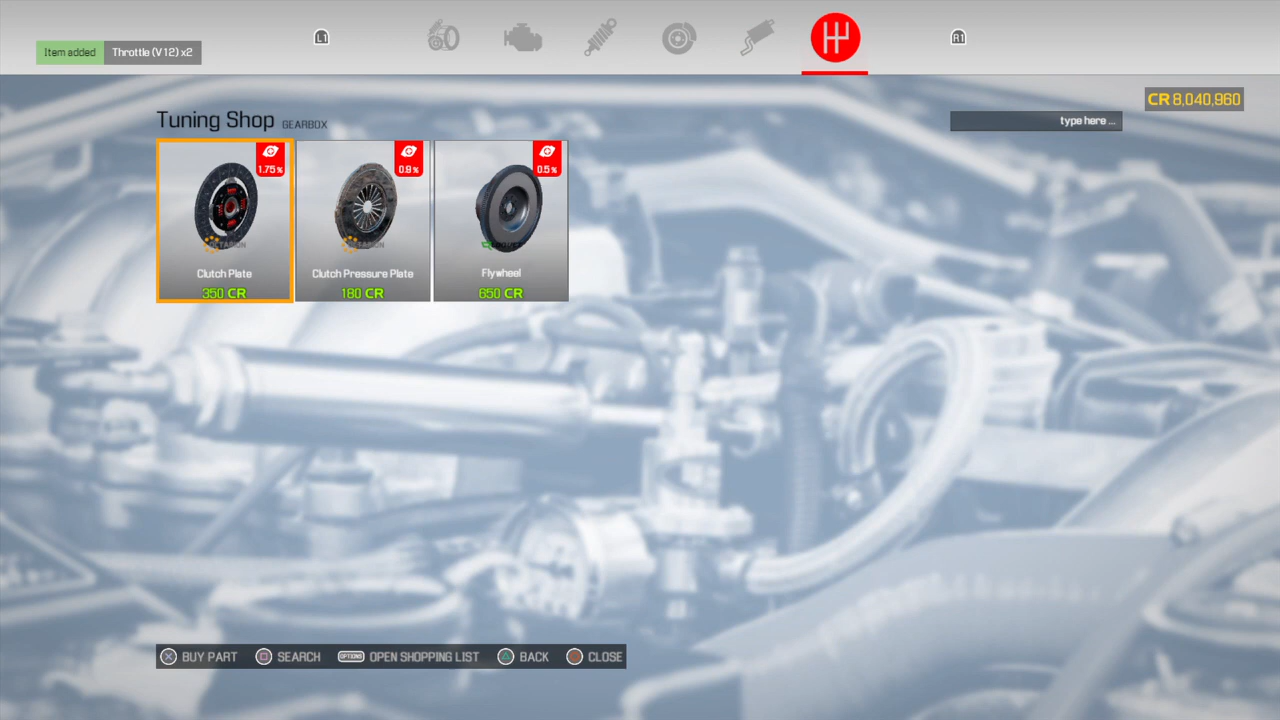 Item added Throttle (V12) x2
L1
R1
CR 8,040,960
Tuning Shop GEARBOX
type here ...
1.75 %
0.9 %
0.5 %
Clutch Plate
350 CR
Clutch Pressure Plate
180 CR
Flywheel
650 CR
BUY PART SEARCH OPTIONS OPEN SHOPPING LIST BACK CLOSE